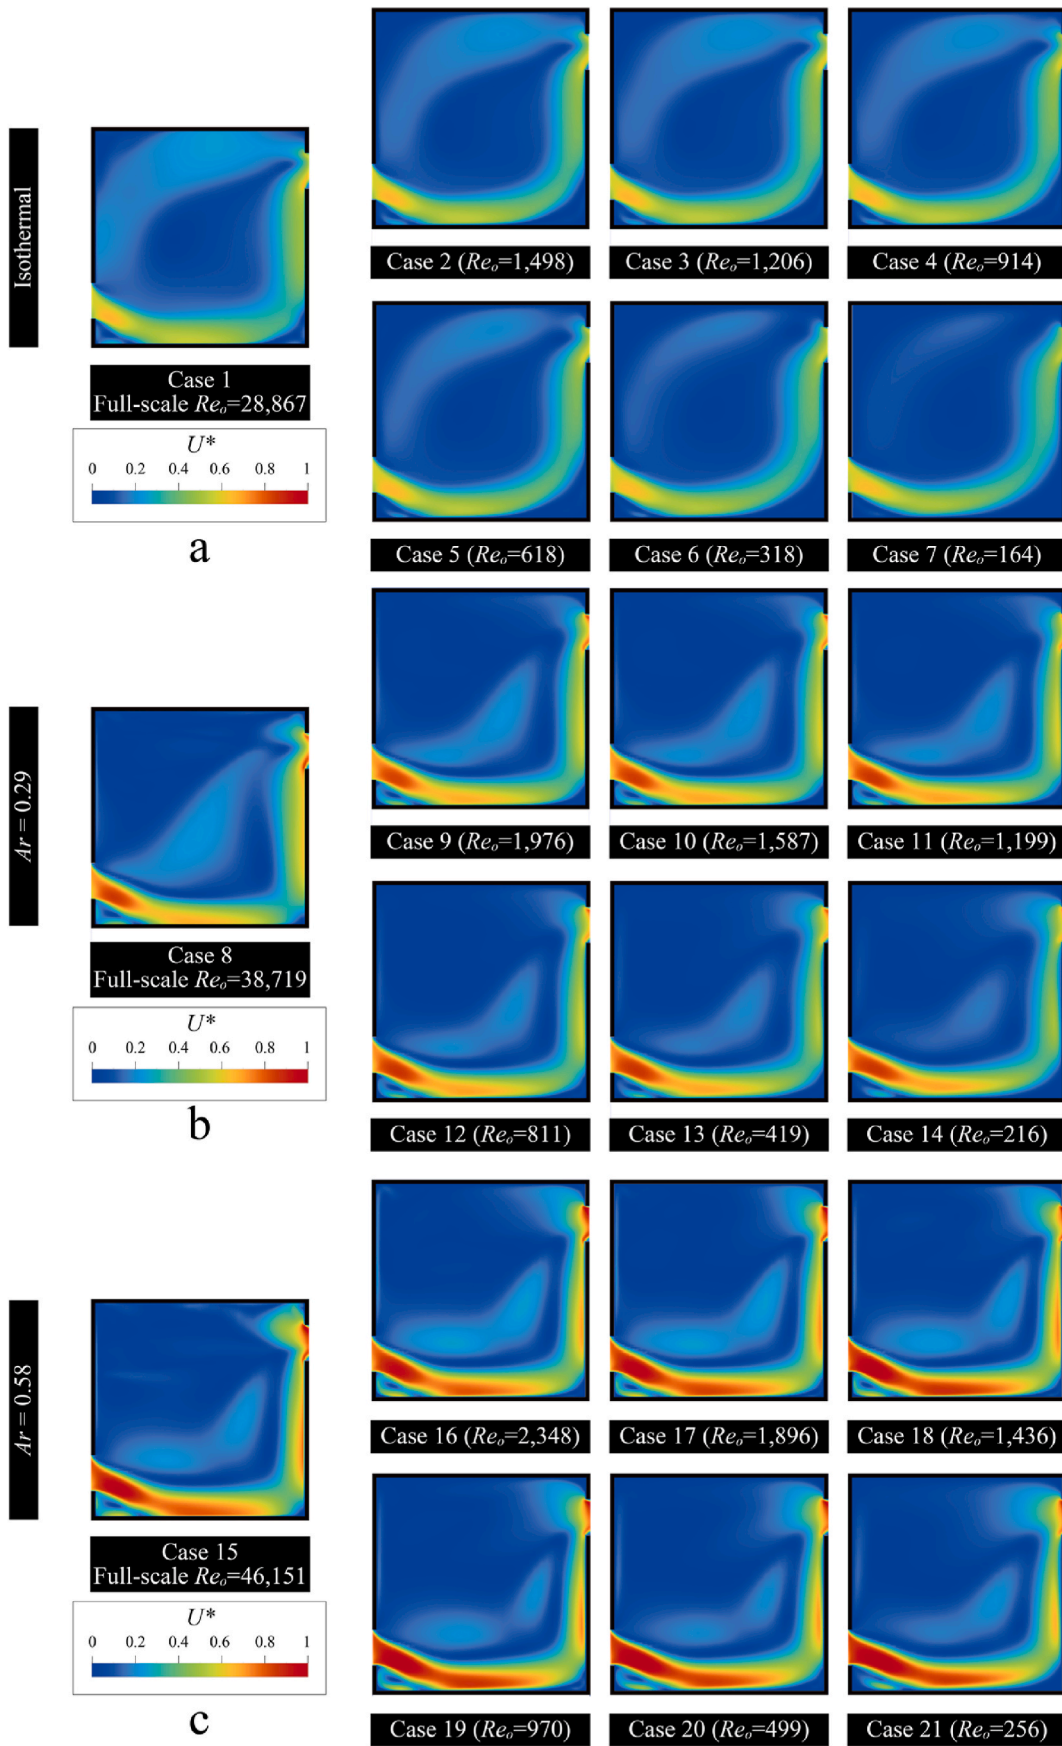 Isothermal
Case 1
Full-scale Reₒ=28,867
U*
0 0.2 0.4 0.6 0.8 1
a
Case 2 (Reₒ=1,498)
Case 3 (Reₒ=1,206)
Case 4 (Reₒ=914)
Case 5 (Reₒ=618)
Case 6 (Reₒ=318)
Case 7 (Reₒ=164)
Ar = 0.29
Case 8
Full-scale Reₒ=38,719
U*
0 0.2 0.4 0.6 0.8 1
b
Case 9 (Reₒ=1,976)
Case 10 (Reₒ=1,587)
Case 11 (Reₒ=1,199)
Case 12 (Reₒ=811)
Case 13 (Reₒ=419)
Case 14 (Reₒ=216)
Ar = 0.58
Case 15
Full-scale Reₒ=46,151
U*
0 0.2 0.4 0.6 0.8 1
c
Case 16 (Reₒ=2,348)
Case 17 (Reₒ=1,896)
Case 18 (Reₒ=1,436)
Case 19 (Reₒ=970)
Case 20 (Reₒ=499)
Case 21 (Reₒ=256)